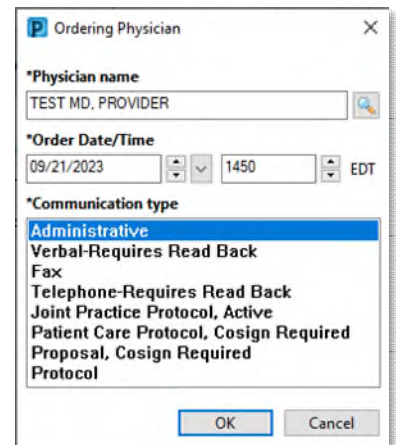 P Ordering Physician
*Physician name
TEST MD, PROVIDER
*Order Date/Time
09/21/2023 1450 EDT
*Communication type
Administrative
Verbal-Requires Read Back
Fax
Telephone-Requires Read Back
Joint Practice Protocol, Active
Patient Care Protocol, Cosign Required
Proposal, Cosign Required
Protocol
OK Cancel